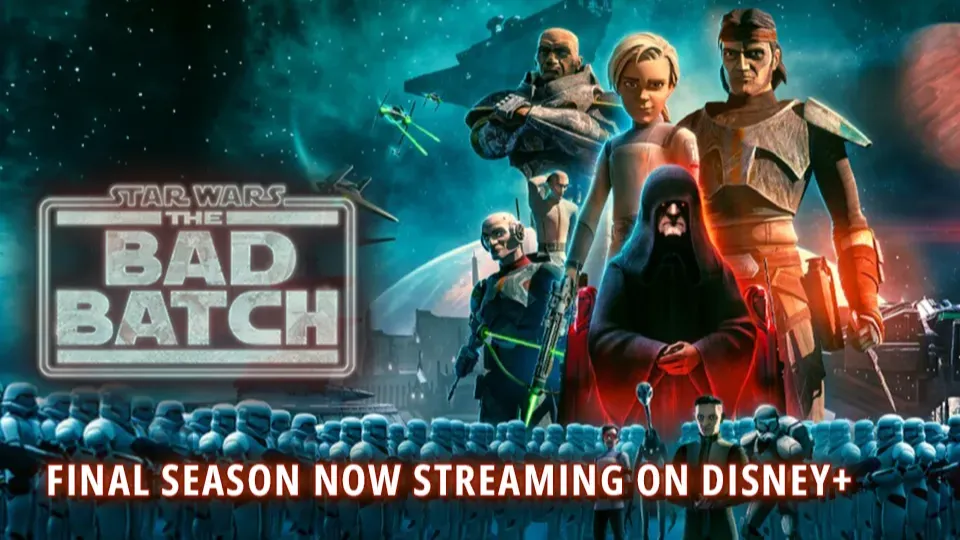 STAR WARS
THE
BAD
BATCH
FINAL SEASON NOW STREAMING ON DISNEY+